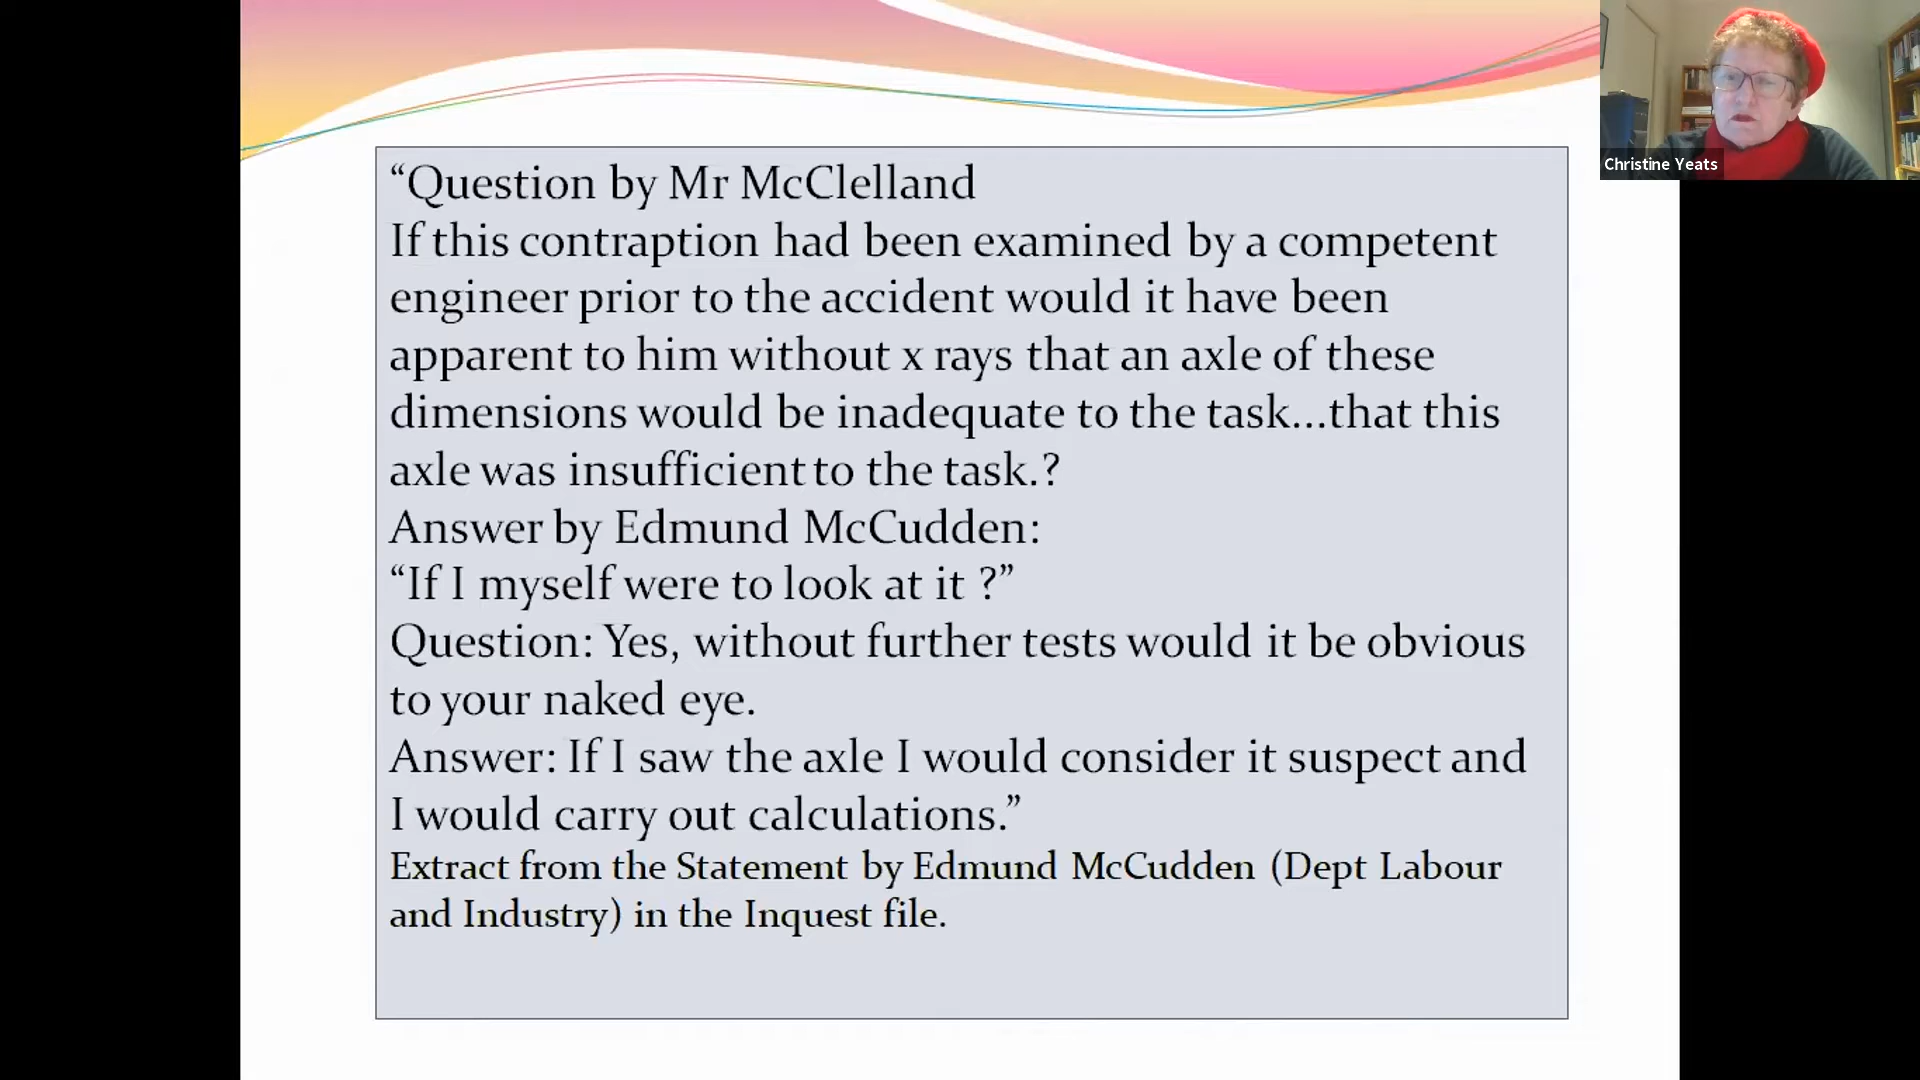 “Question by Mr McClelland
If this contraption had been examined by a competent
engineer prior to the accident would it have been
apparent to him without x rays that an axle of these
dimensions would be inadequate to the task...that this
axle was insufficient to the task.?
Answer by Edmund McCudden:
“If I myself were to look at it ?”
Question: Yes, without further tests would it be obvious
to your naked eye.
Answer: If I saw the axle I would consider it suspect and
I would carry out calculations.”
Extract from the Statement by Edmund McCudden (Dept Labour
and Industry) in the Inquest file.
Christine Yeats